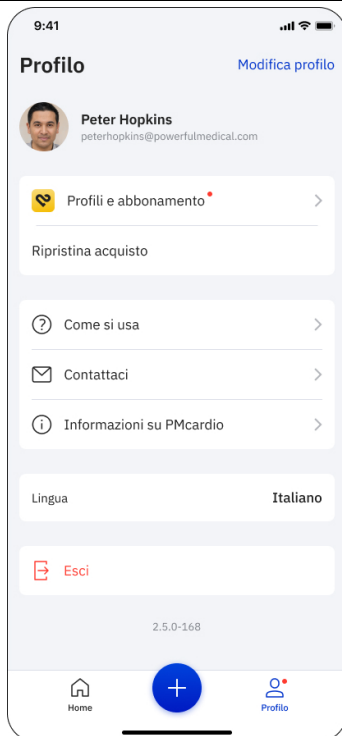 9:41
Profilo
Modifica profilo
Peter Hopkins
peterhopkins@powerfulmedical.com
Profili e abbonamento
Ripristina acquisto
Come si usa
Contattaci
Informazioni su PMcardio
Lingua
Italiano
Esci
2.5.0-168
Home
Profilo